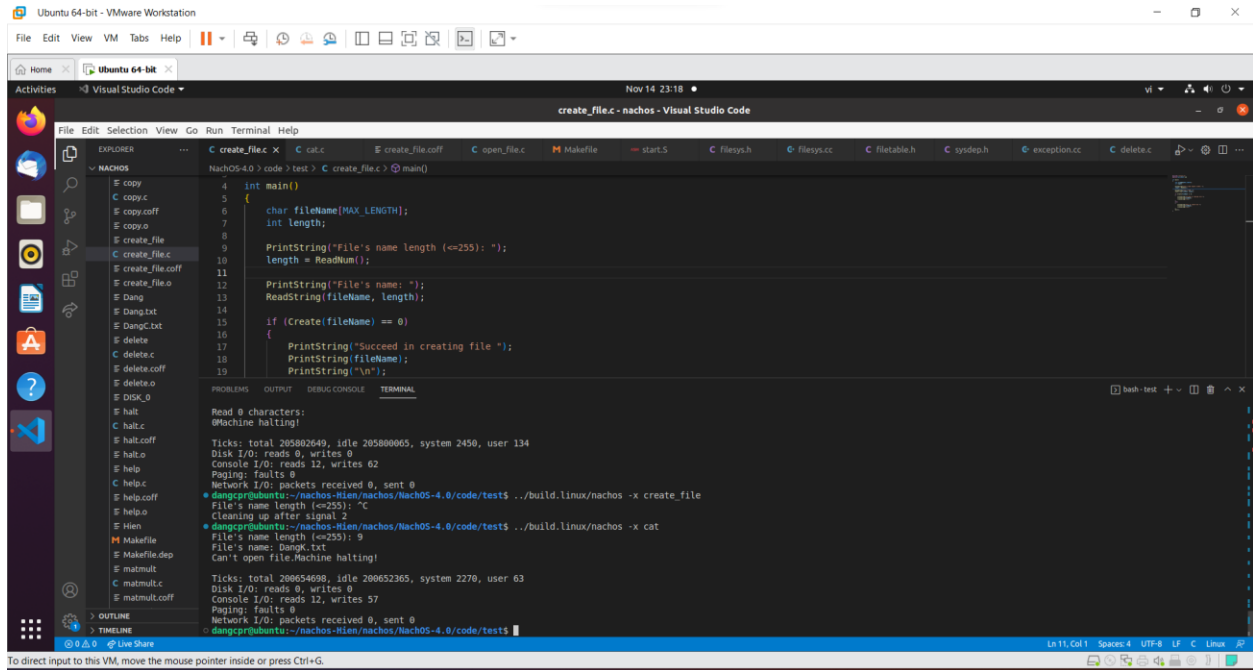 Ubuntu 64-bit - VMware Workstation
File Edit View VM Tabs Help
Home
Ubuntu 64-bit
Activities
Visual Studio Code
Nov 14 23:18
vi
create_file.c - nachos - Visual Studio Code
File Edit Selection View Go Run Terminal Help
EXPLORER
NACHOS
copy
C copy.c
copy.coff
copy.o
create_file
C create_file.c
create_file.coff
create_file.o
Dang
Dang.txt
DangC.txt
delete
C delete.c
delete.coff
delete.o
DISK_0
halt
C halt.c
halt.coff
halt.o
help
C help.c
help.coff
help.o
Hien
M Makefile
Makefile.dep
matmult
C matmult.c
matmult.coff
OUTLINE
TIMELINE
C create_file.c C cat.c create_file.coff C open_file.c M Makefile start.S C filesys.h filesys.cc C filetable.h C sysdep.h exception.cc C delete.c
NachOS-4.0 > code > test > C create_file.c > main()
4 int main()
5 {
6 char fileName[MAX_LENGTH];
7 int length;
8
9 PrintString("File's name length (<=255): ");
10 length = ReadNum();
11
12 PrintString("File's name: ");
13 ReadString(fileName, length);
14
15 if (Create(fileName) == 0)
16 {
17 PrintString("Succeed in creating file ");
18 PrintString(fileName);
19 PrintString("\n");
PROBLEMS OUTPUT DEBUG CONSOLE TERMINAL
bash - test
Read 0 characters:
0Machine halting!
Ticks: total 205802649, idle 205800065, system 2450, user 134
Disk I/O: reads 0, writes 0
Console I/O: reads 12, writes 62
Paging: faults 0
Network I/O: packets received 0, sent 0
dangcpr@ubuntu:~/nachos-Hien/nachos/NachOS-4.0/code/test$ ../build.linux/nachos -x create_file
File's name length (<=255): ^C
Cleaning up after signal 2
dangcpr@ubuntu:~/nachos-Hien/nachos/NachOS-4.0/code/test$ ../build.linux/nachos -x cat
File's name length (<=255): 9
File's name: DangK.txt
Can't open file.Machine halting!
Ticks: total 200654698, idle 200652365, system 2270, user 63
Disk I/O: reads 0, writes 0
Console I/O: reads 12, writes 57
Paging: faults 0
Network I/O: packets received 0, sent 0
dangcpr@ubuntu:~/nachos-Hien/nachos/NachOS-4.0/code/test$
0 0 Live Share
Ln 11, Col 1 Spaces: 4 UTF-8 LF C Linux
To direct input to this VM, move the mouse pointer inside or press Ctrl+G.